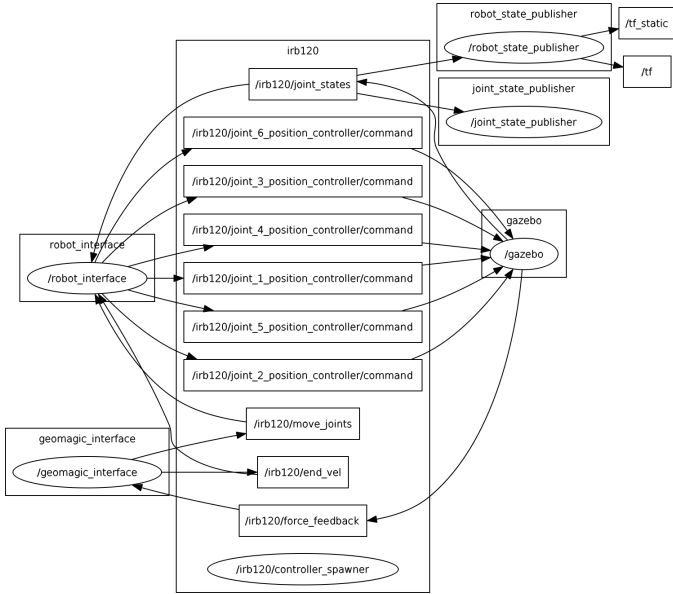 robot_state_publisher
/robot_state_publisher
/tf_static
/tf
joint_state_publisher
/joint_state_publisher
irb120
/irb120/joint_states
/irb120/joint_6_position_controller/command
/irb120/joint_3_position_controller/command
/irb120/joint_4_position_controller/command
/irb120/joint_1_position_controller/command
/irb120/joint_5_position_controller/command
/irb120/joint_2_position_controller/command
gazebo
/gazebo
robot_interface
/robot_interface
/irb120/move_joints
geomagic_interface
/geomagic_interface
/irb120/end_vel
/irb120/force_feedback
/irb120/controller_spawner